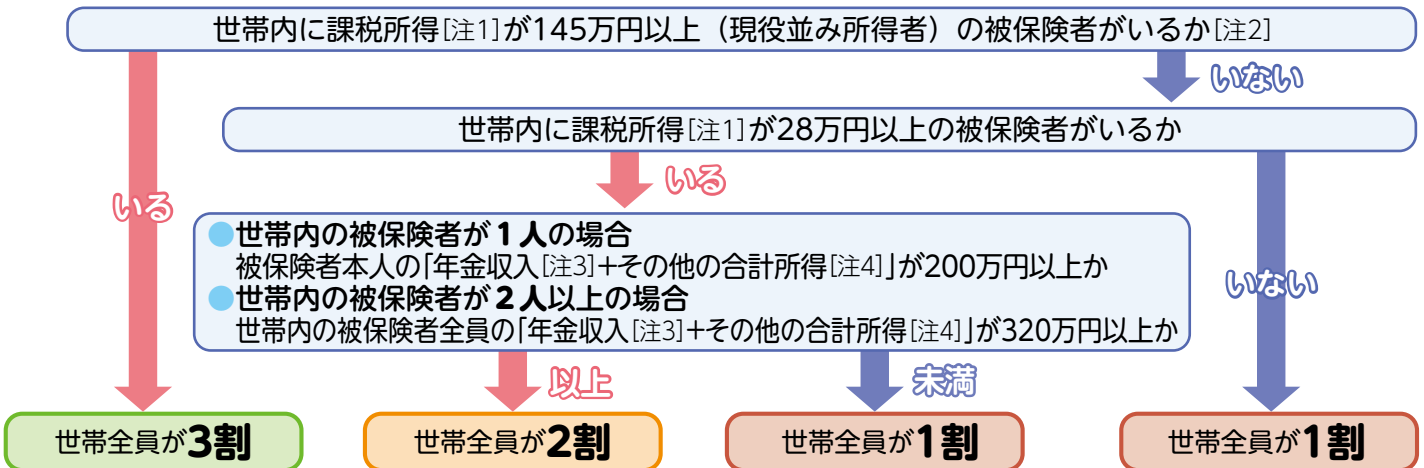 世帯内に課税所得[注1]が145万円以上（現役並み所得者）の被保険者がいるか[注2]
いない
世帯内に課税所得[注1]が28万円以上の被保険者がいるか
いる
いる
●世帯内の被保険者が1人の場合
被保険者本人の｢年金収入[注3]+その他の合計所得[注4]｣が200万円以上か
●世帯内の被保険者が2人以上の場合
世帯内の被保険者全員の｢年金収入[注3]+その他の合計所得[注4]｣が320万円以上か
いない
以上
未満
世帯全員が3割
世帯全員が2割
世帯全員が1割
世帯全員が1割